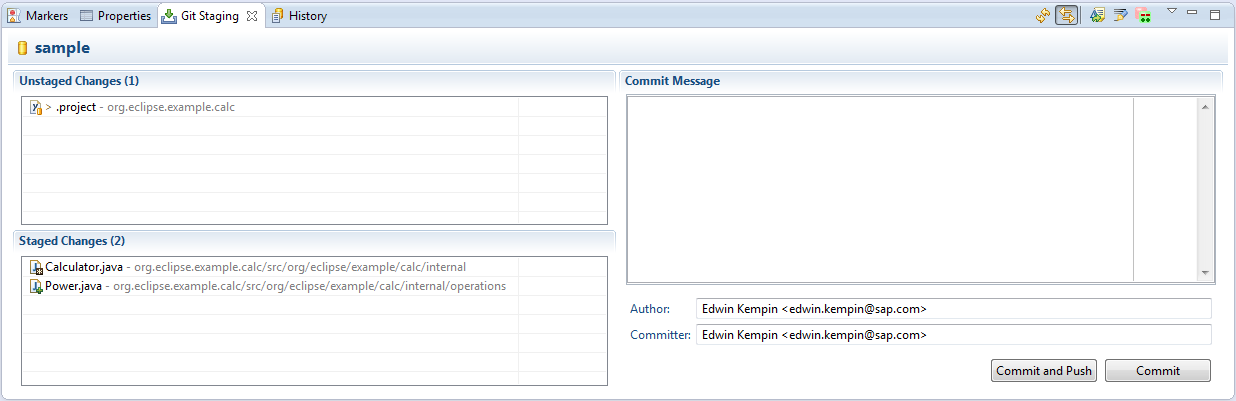 Markers Properties Git Staging History
sample
Unstaged Changes (1)
> .project - org.eclipse.example.calc
Staged Changes (2)
Calculator.java - org.eclipse.example.calc/src/org/eclipse/example/calc/internal
Power.java - org.eclipse.example.calc/src/org/eclipse/example/calc/internal/operations
Commit Message
Author: Edwin Kempin <edwin.kempin@sap.com>
Committer: Edwin Kempin <edwin.kempin@sap.com>
Commit and Push Commit